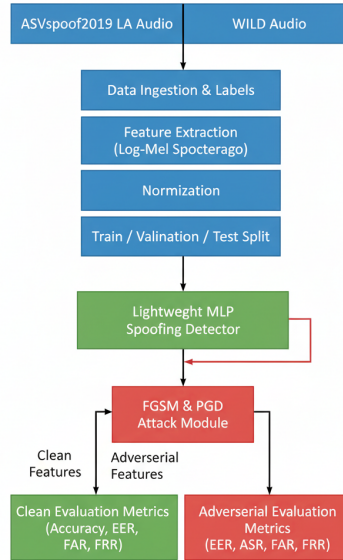 ASVspoof2019 LA Audio
WILD Audio
Data Ingestion & Labels
Feature Extraction
(Log-Mel Spocterago)
Normization
Train / Valination / Test Split
Lightweght MLP
Spoofing Detector
FGSM & PGD
Attack Module
Clean
Features
Adverserial
Features
Clean Evaluation Metrics
(Accuracy, EER,
FAR, FRR)
Adverserial Evaluation
Metrics
(EER, ASR, FAR, FRR)